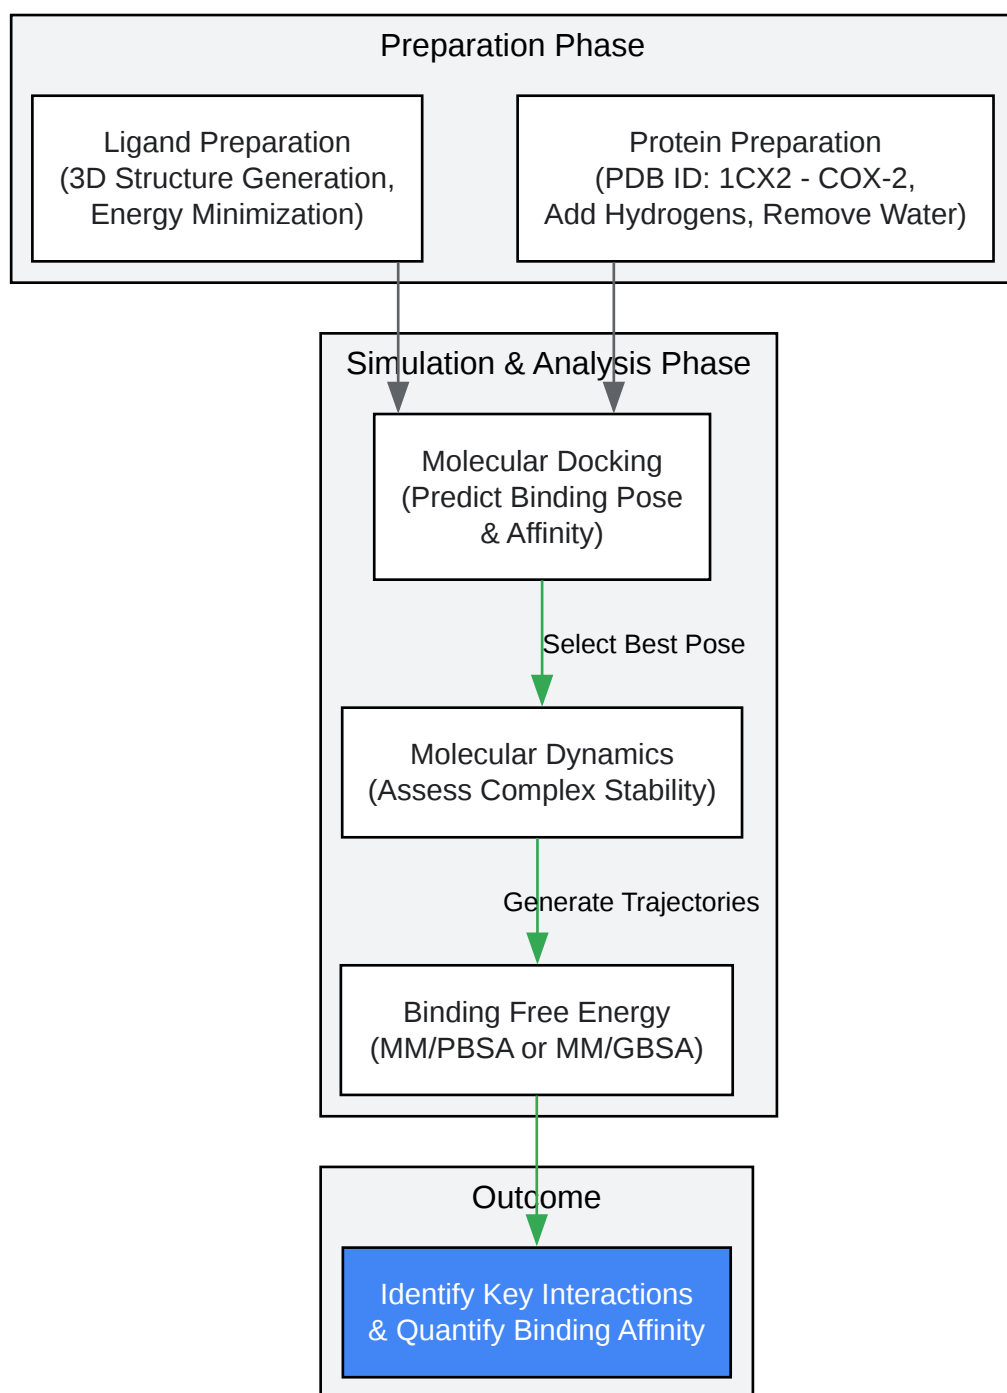 Preparation Phase
Ligand Preparation
(3D Structure Generation,
Energy Minimization)
Protein Preparation
(PDB ID: 1CX2 - COX-2,
Add Hydrogens, Remove Water)
Simulation & Analysis Phase
Molecular Docking
(Predict Binding Pose
& Affinity)
Select Best Pose
Molecular Dynamics
(Assess Complex Stability)
Generate Trajectories
Binding Free Energy
(MM/PBSA or MM/GBSA)
Outcome
Identify Key Interactions
& Quantify Binding Affinity